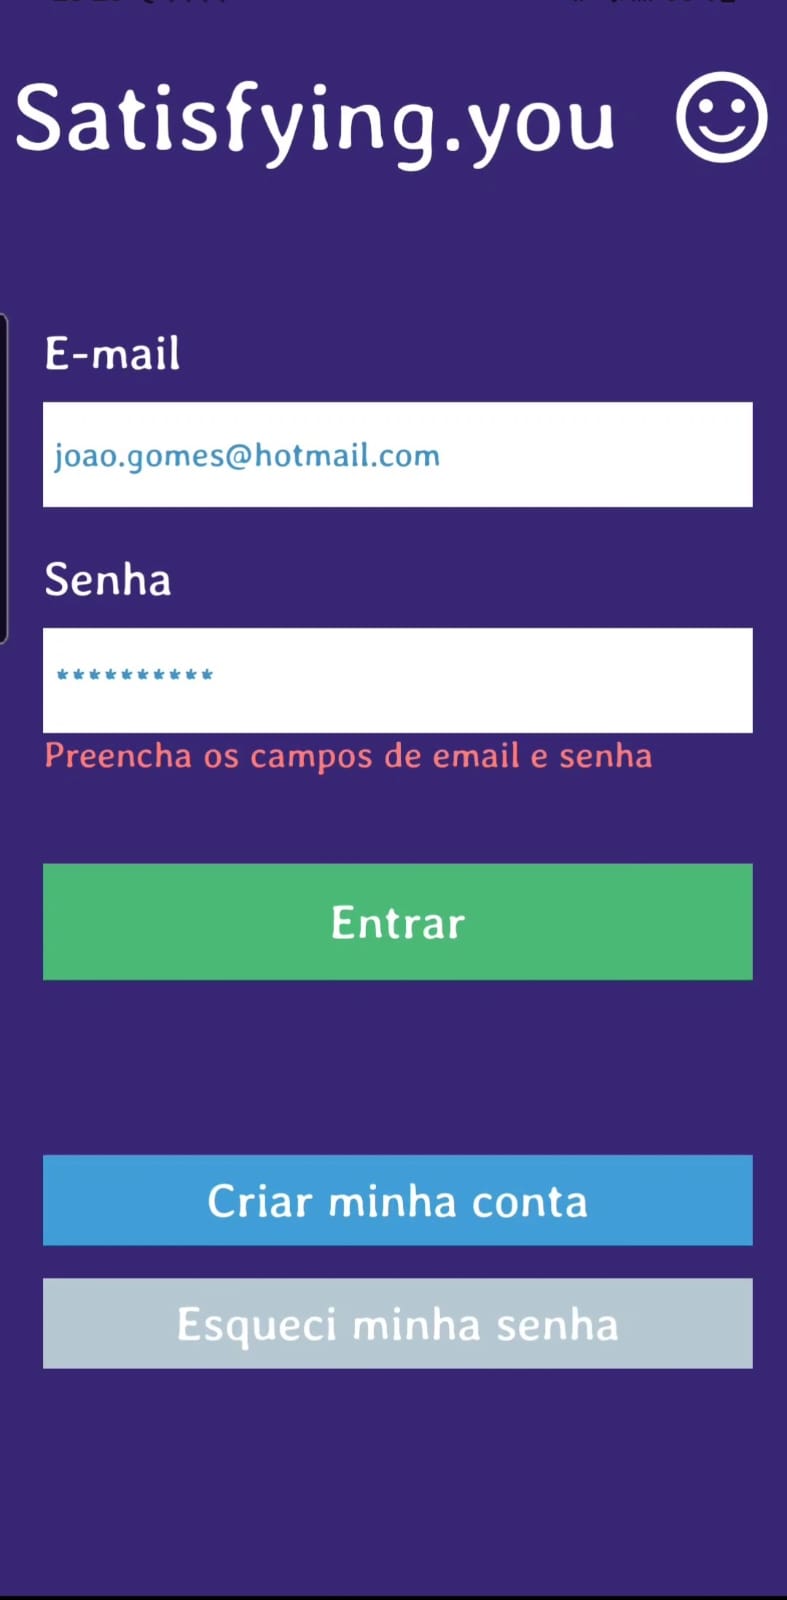 Satisfying.you
E-mail
joao.gomes@hotmail.com
Senha
**********
Preencha os campos de email e senha
Entrar
Criar minha conta
Esqueci minha senha